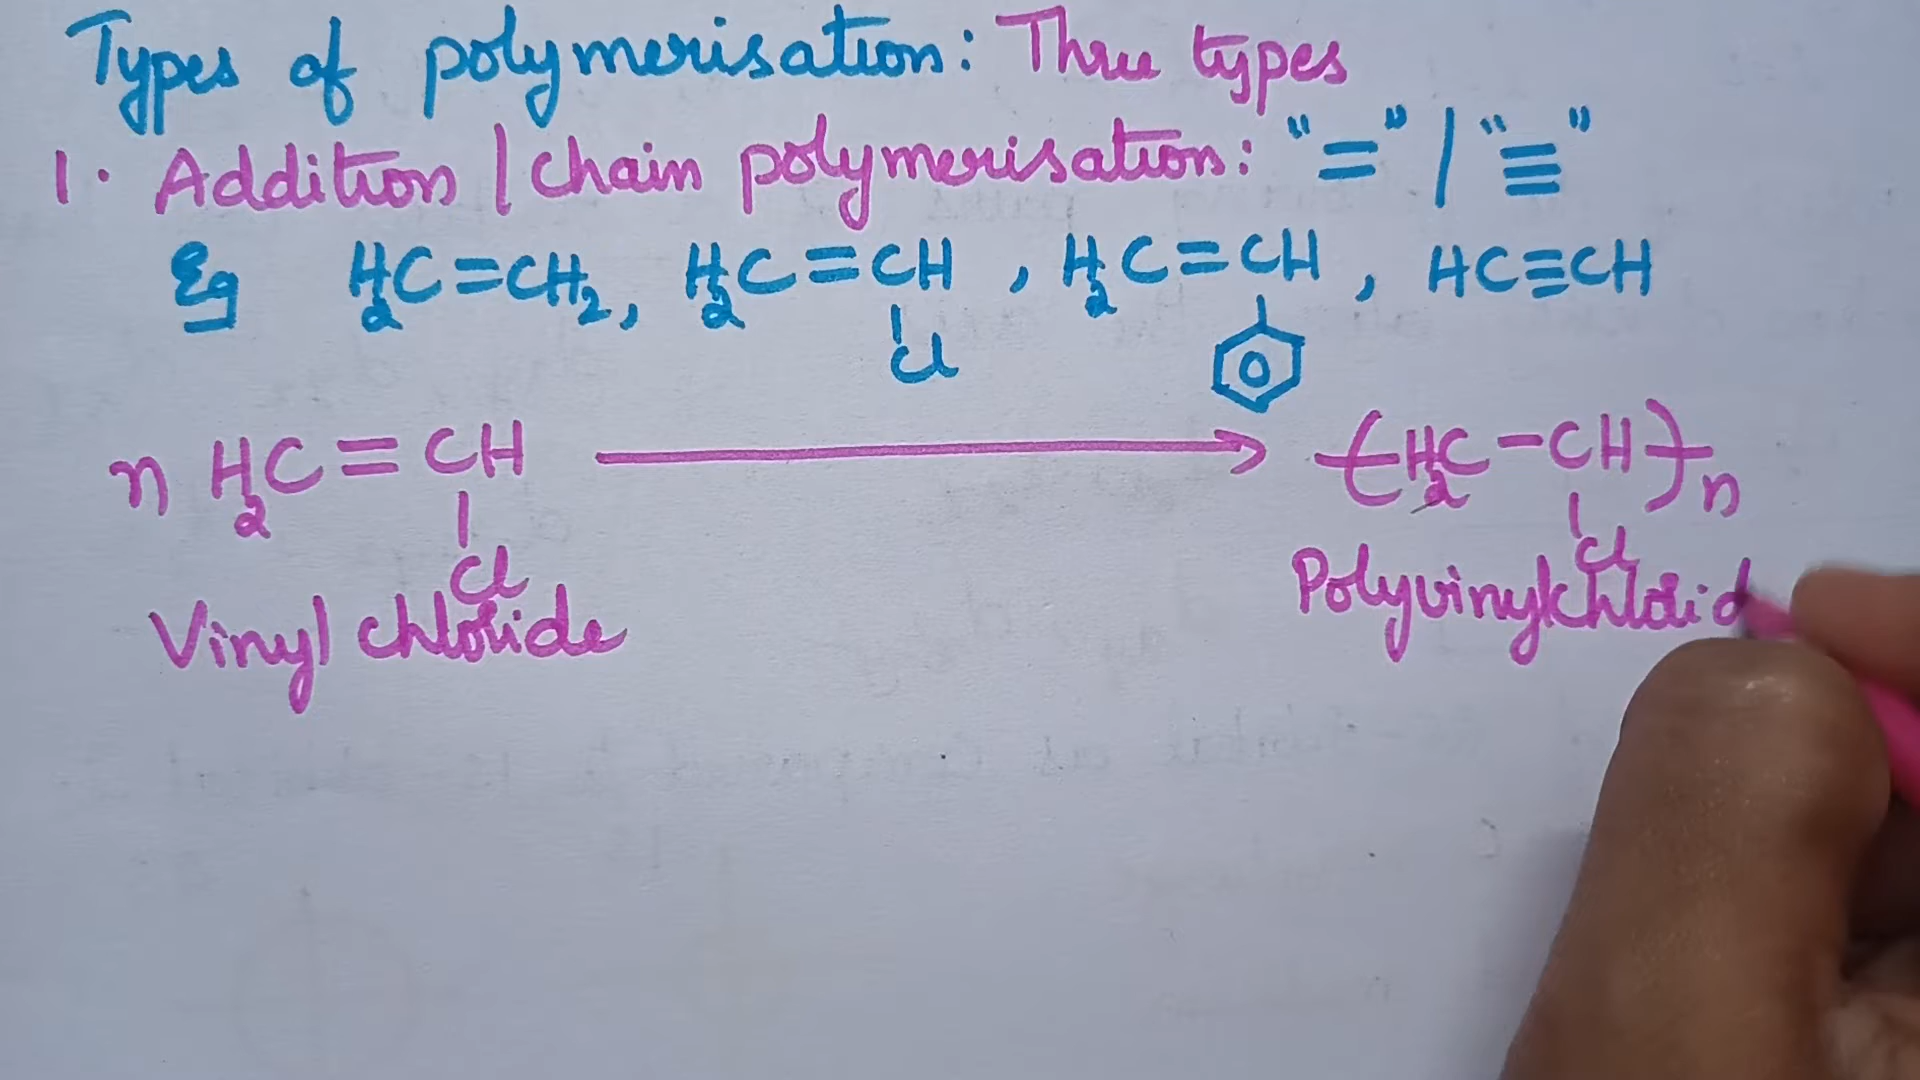 Types of polymerisation: Three types
1. Addition | chain polymerisation: "=" / "≡"
Eg H₂C=CH₂, H₂C=CH, H₂C=CH, HC≡CH
Cl
n H₂C=CH ⟶ -(H₂C-CH)-n
Cl Cl
Vinyl chloride Polyvinylchlorid